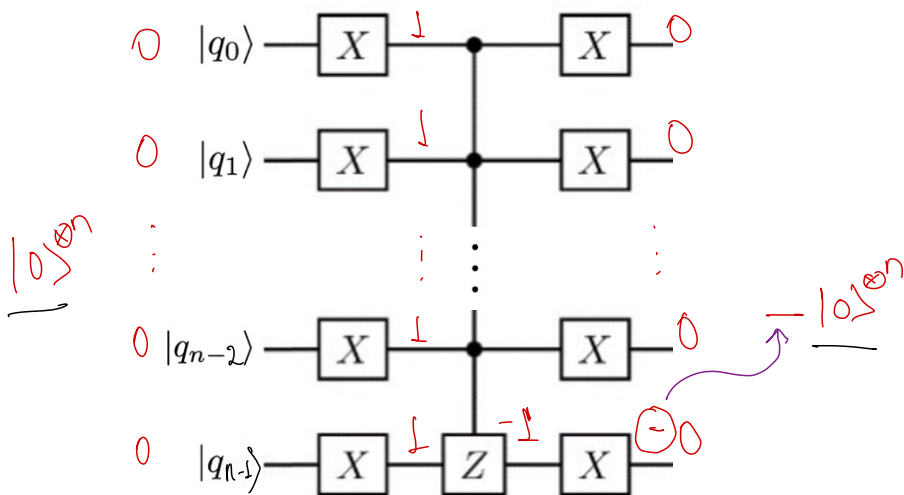 0 |q₀⟩ X 1 X 0
0 |q₁⟩ X 1 X 0
|0⟩^⊗n ⋮ ⋮ ⋮ ⋮ − |0⟩^⊗n
0 |qₙ₋₂⟩ X 1 X 0
0 |qₙ₋₁⟩ X 1 Z -1 X - 0